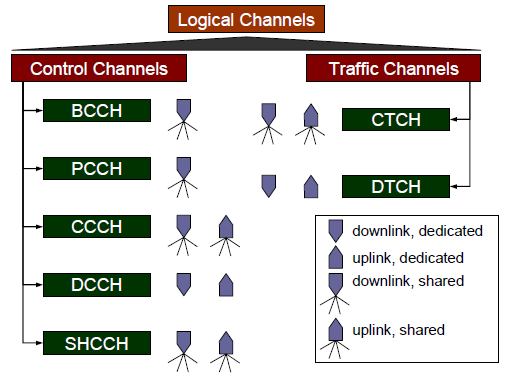 Logical Channels
Control Channels
Traffic Channels
BCCH
CTCH
PCCH
DTCH
CCCH
DCCH
SHCCH
downlink, dedicated
uplink, dedicated
downlink, shared
uplink, shared